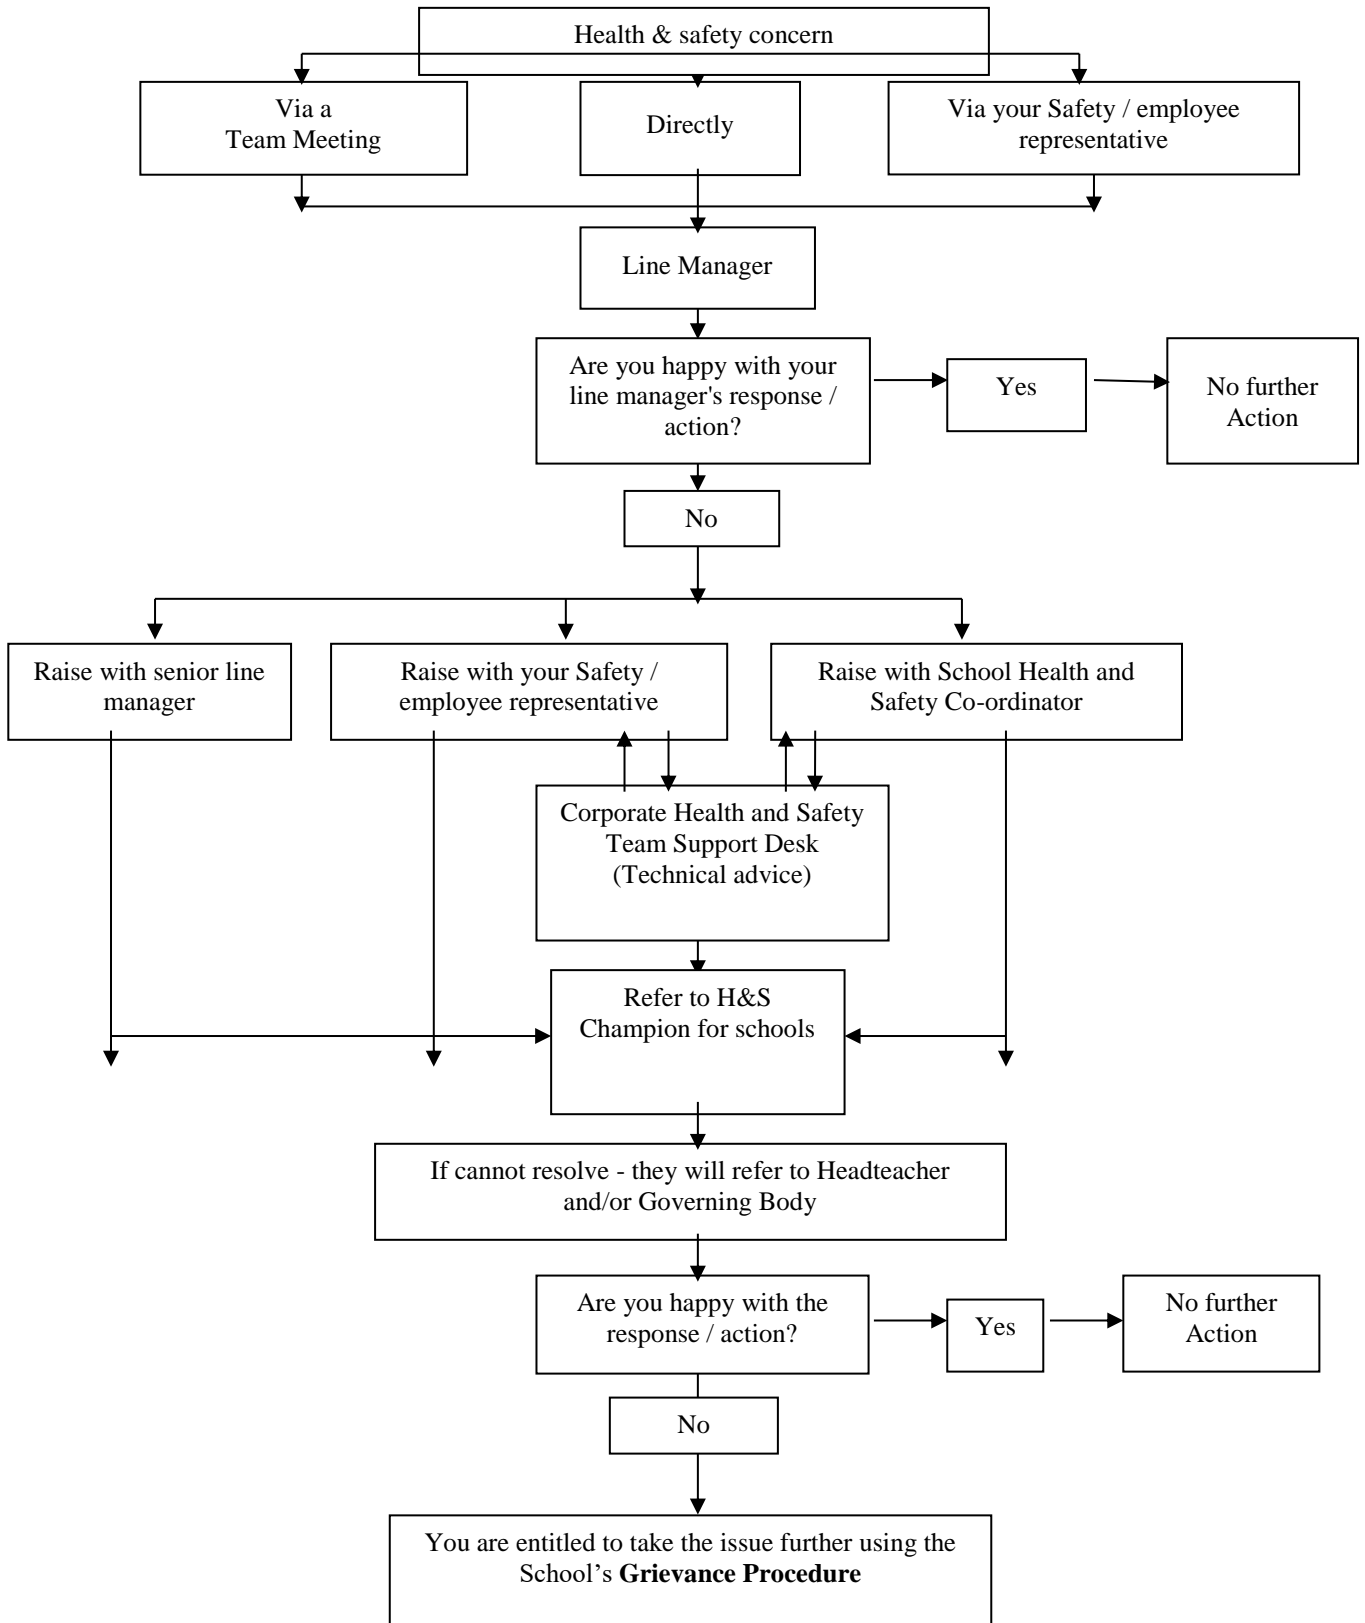 Health & safety concern
Via a
Team Meeting
Directly
Via your Safety / employee
representative
Line Manager
Are you happy with your
line manager's response /
action?
Yes
No further
Action
No
Raise with senior line
manager
Raise with your Safety /
employee representative
Raise with School Health and
Safety Co-ordinator
Corporate Health and Safety
Team Support Desk
(Technical advice)
Refer to H&S
Champion for schools
If cannot resolve - they will refer to Headteacher
and/or Governing Body
Are you happy with the
response / action?
Yes
No further
Action
No
You are entitled to take the issue further using the
School’s Grievance Procedure